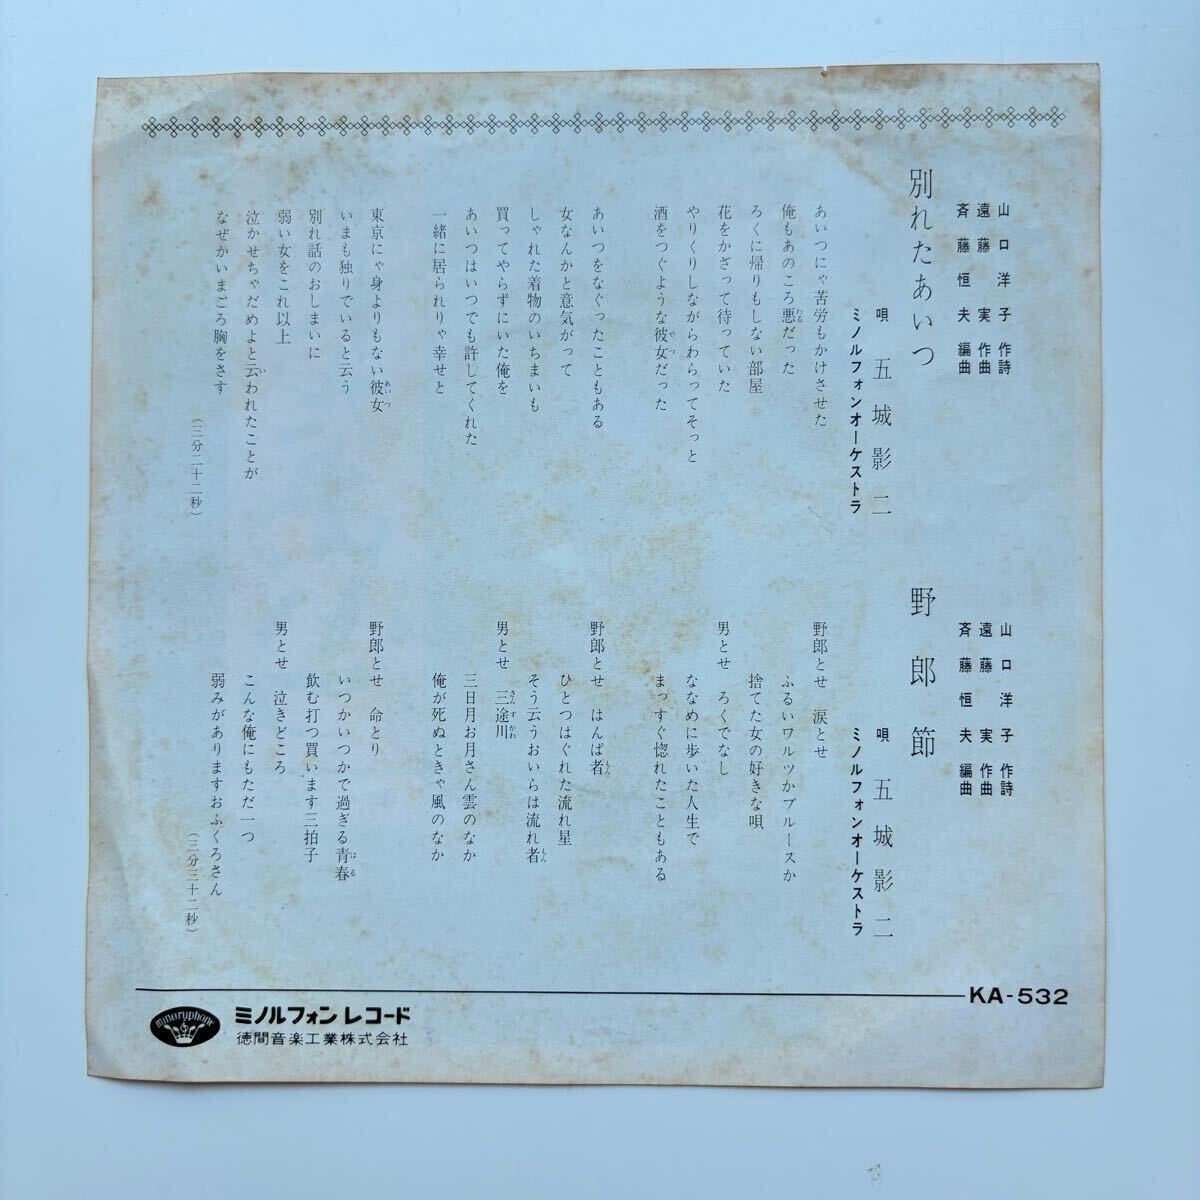 別れたあいつ
山口洋子 作詩
遠藤実 作曲
斉藤恒夫 編曲
唄 五城影二
ミノルフォンオーケストラ
あいつにゃ苦労もかけさせた
俺もあのころ悪だった
わる
ろくに帰りもしない部屋
花をかざって待っていた
やりくりしながらわらってそっと
酒をつぐような彼女だった
やつ
あいつをなぐったこともある
女なんかと意気がって
しゃれた着物のいちまいも
買ってやらずにいた俺を
あいつはいつでも許してくれた
一緒に居られりゃ幸せと
東京にゃ身よりもない彼女
あいつ
いまも独りでいると云う
別れ話のおしまいに
弱い女をこれ以上
泣かせちゃだめよと云われたことが
い
なぜかいまごろ胸をさす
(三分二十二秒)
野郎節
山口洋子 作詩
遠藤実 作曲
斉藤恒夫 編曲
唄 五城影二
ミノルフォンオーケストラ
野郎とせ 涙とせ
ふるいワルツかブルースか
捨てた女の好きな唄
男とせ ろくでなし
ななめに歩いた人生で
まっすぐ惚れたこともある
野郎とせ はんぱ者
もん
ひとつはぐれた流れ星
そう云うおいらは流れ者
もん
男とせ 三途川
さんずがわ
三日月お月さん雲のなか
俺が死ぬときゃ風のなか
野郎とせ 命とり
いつかいつかで過ぎる青春
はる
飲む打つ買います三拍子
男とせ 泣きどころ
こんな俺にもただ一つ
弱みがありますおふくろさん
(三分三十二秒)
KA-532
minoryphone
ミノルフォンレコード
徳間音楽工業株式会社